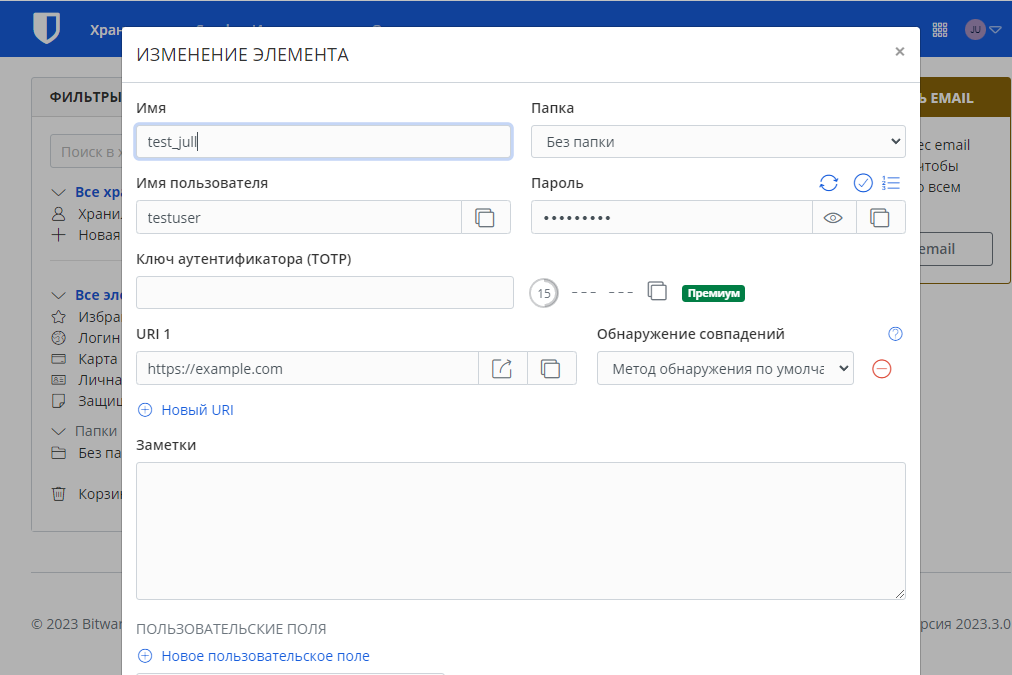 Хран
JU
ИЗМЕНЕНИЕ ЭЛЕМЕНТА
×
ФИЛЬТРЫ
Ь EMAIL
Имя
Папка
test_jull
Без папки
Поиск в х
ес email
чтобы
о всем
email
Имя пользователя
Пароль
Все хра
Хранил
Новая
testuser
•••••••••
Ключ аутентификатора (TOTP)
15
--- ---
Премиум
Все эле
Избра
Логин
Карта
Лична
Защищ
Папки
Без па
Корзин
URI 1
Обнаружение совпадений
https://example.com
Метод обнаружения по умолча
Новый URI
Заметки
ПОЛЬЗОВАТЕЛЬСКИЕ ПОЛЯ
Новое пользовательское поле
© 2023 Bitwar
рсия 2023.3.0